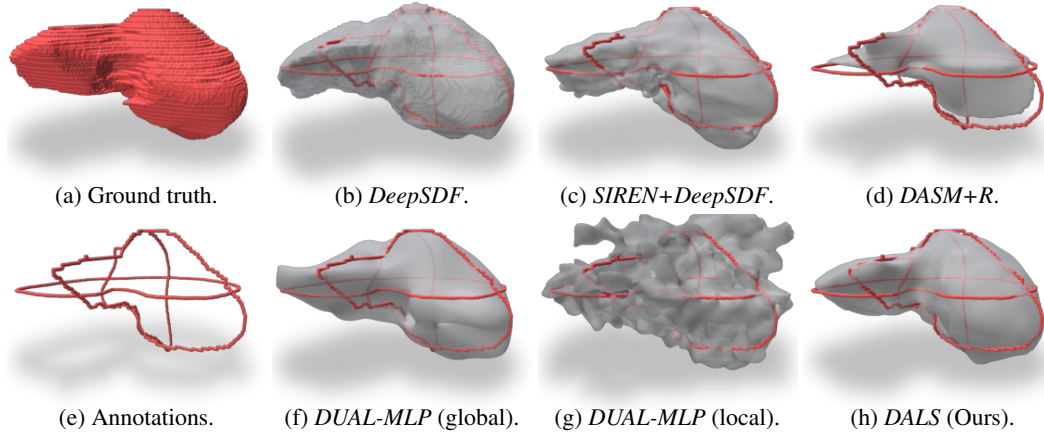 (a) Ground truth.
(b) DeepSDF.
(c) SIREN+DeepSDF.
(d) DASM+R.
(e) Annotations.
(f) DUAL-MLP (global).
(g) DUAL-MLP (local).
(h) DALS (Ours).